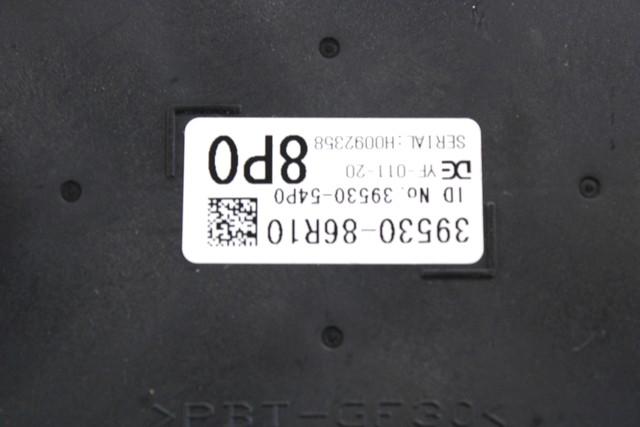 39530-86R10
ID No. 39530-54P0
YF-011-20
SERIAL:H0092358
8P0
>PBT-GF30<